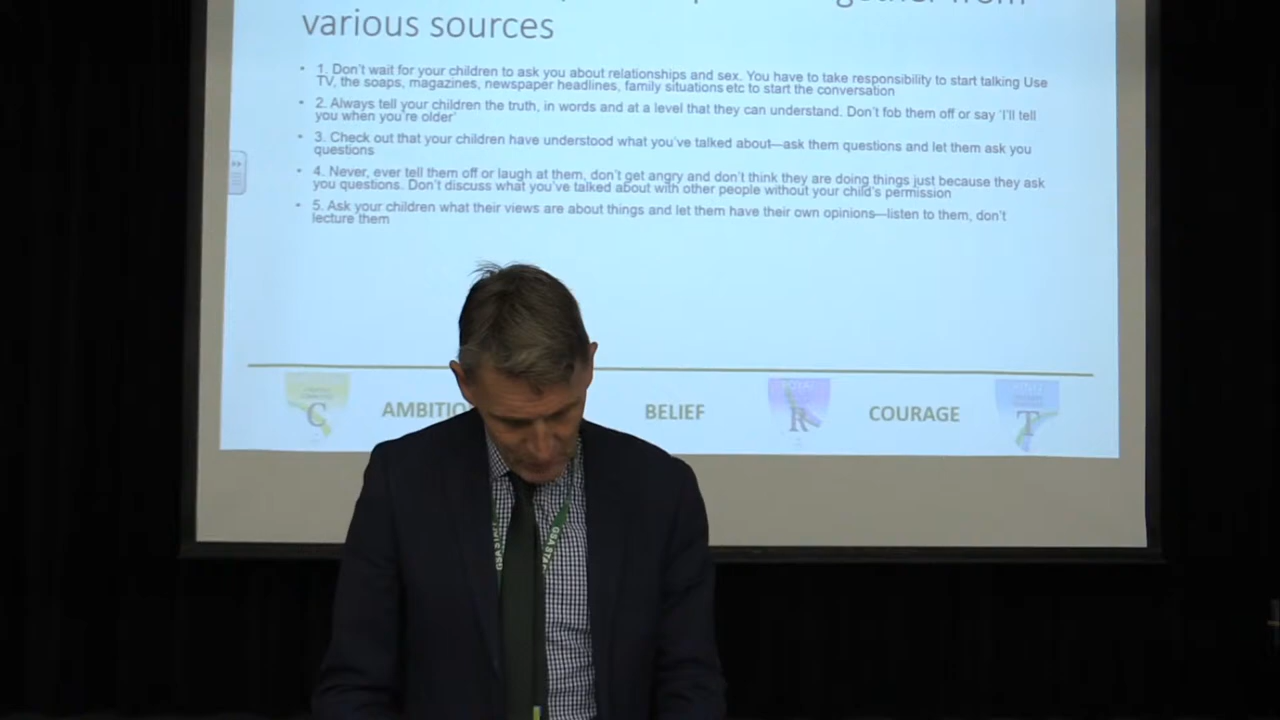 various sources
• 1. Don't wait for your children to ask you about relationships and sex. You have to take responsibility to start talking Use
TV, the soaps, magazines, newspaper headlines, family situations etc to start the conversation
• 2. Always tell your children the truth, in words and at a level that they can understand. Don't fob them off or say 'I'll tell
you when you're older'
• 3. Check out that your children have understood what you've talked about—ask them questions and let them ask you
questions
• 4. Never, ever tell them off or laugh at them, don't get angry and don't think they are doing things just because they ask
you questions. Don't discuss what you've talked about with other people without your child's permission
• 5. Ask your children what their views are about things and let them have their own opinions—listen to them, don't
lecture them
C AMBITIO BELIEF R COURAGE T
GSA STAFF
GSA STAF